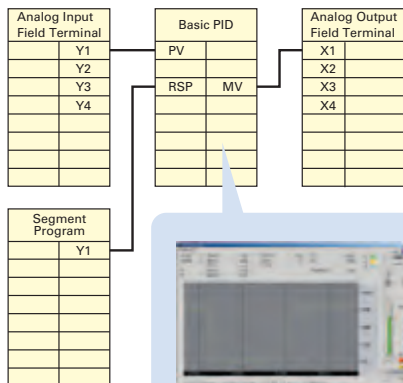 Analog Input
Field Terminal
Y1
Y2
Y3
Y4
Basic PID
PV
RSP MV
Analog Output
Field Terminal
X1
X2
X3
X4
Segment
Program
Y1